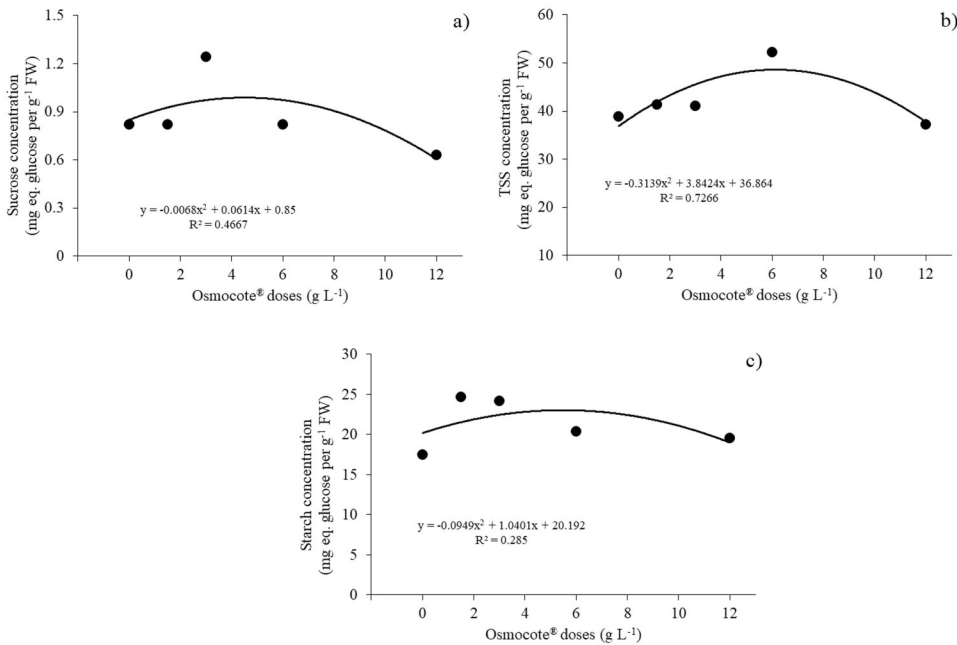 a)
Sucrose concentration
(mg eq. glucose per g-1 FW)
1.5
1.2
0.9
0.6
0.3
0
y = -0.0068x² + 0.0614x + 0.85
R² = 0.4667
0 2 4 6 8 10 12
Osmocote® doses (g L-1)
b)
TSS concentration
(mg eq. glucose per g-1 FW)
60
50
40
30
20
10
y = -0.3139x² + 3.8424x + 36.864
R² = 0.7266
0 2 4 6 8 10 12
Osmocote® doses (g L-1)
c)
Starch concentration
(mg eq. glucose per g-1 FW)
30
25
20
15
10
5
0
y = -0.0949x² + 1.0401x + 20.192
R² = 0.285
0 2 4 6 8 10 12
Osmocote® doses (g L-1)